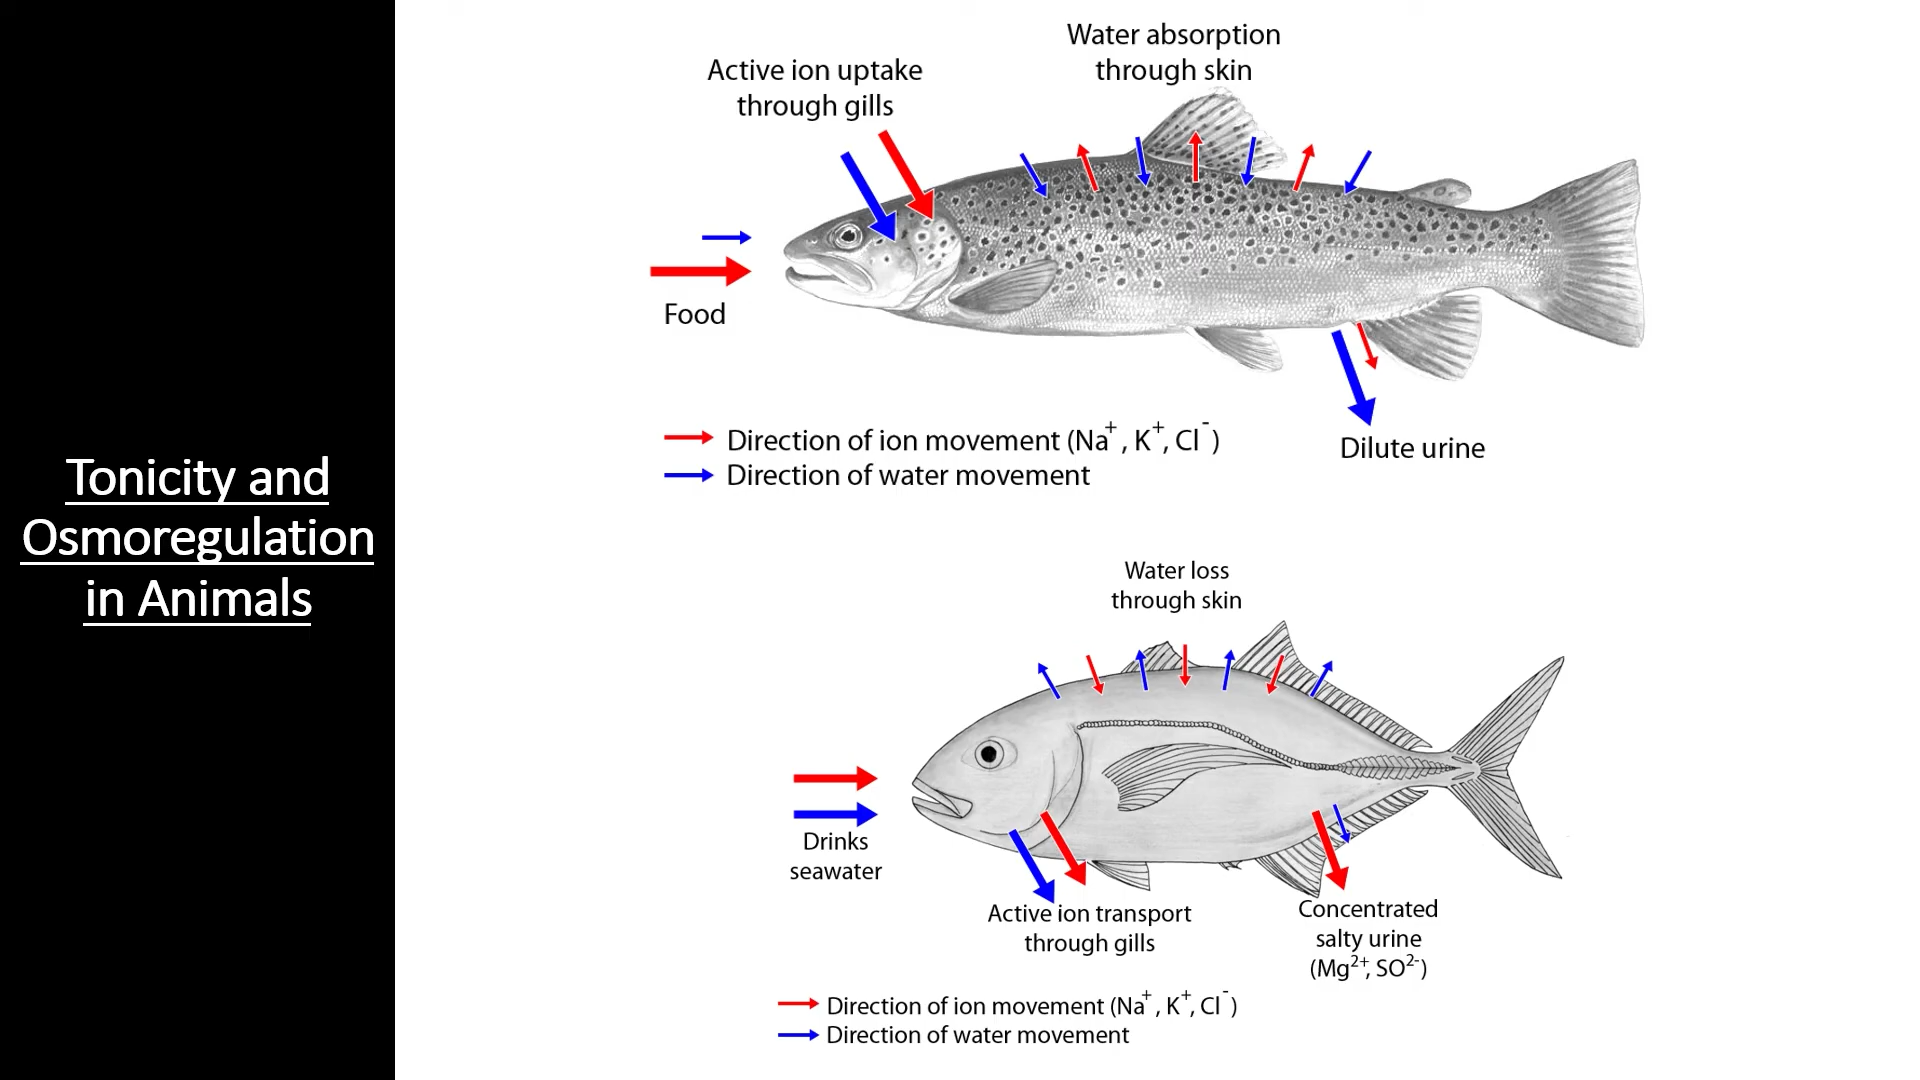 Tonicity and
Osmoregulation
in Animals
Water absorption
through skin
Active ion uptake
through gills
Food
Dilute urine
Direction of ion movement (Na⁺, K⁺, Cl⁻)
Direction of water movement
Water loss
through skin
Drinks
seawater
Active ion transport
through gills
Concentrated
salty urine
(Mg²⁺, SO²⁻)
Direction of ion movement (Na⁺, K⁺, Cl⁻)
Direction of water movement